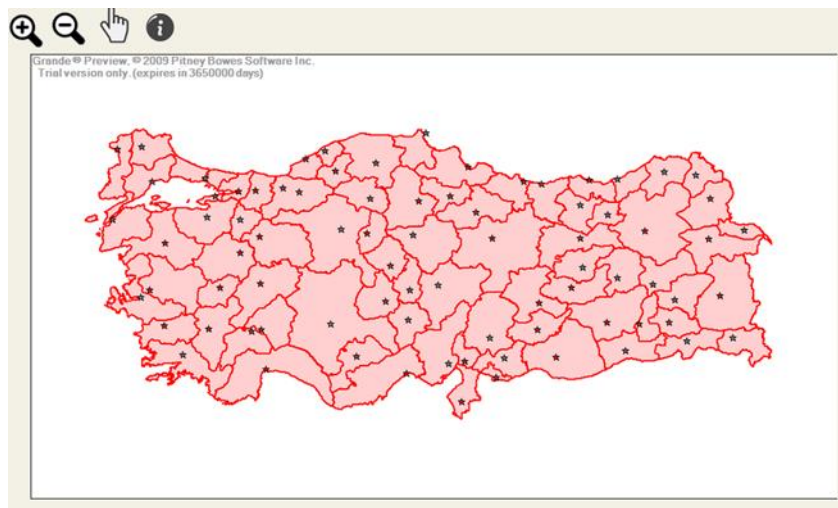 Grande® Preview, © 2009 Pitney Bowes Software Inc.
Trial version only. (expires in 3650000 days)